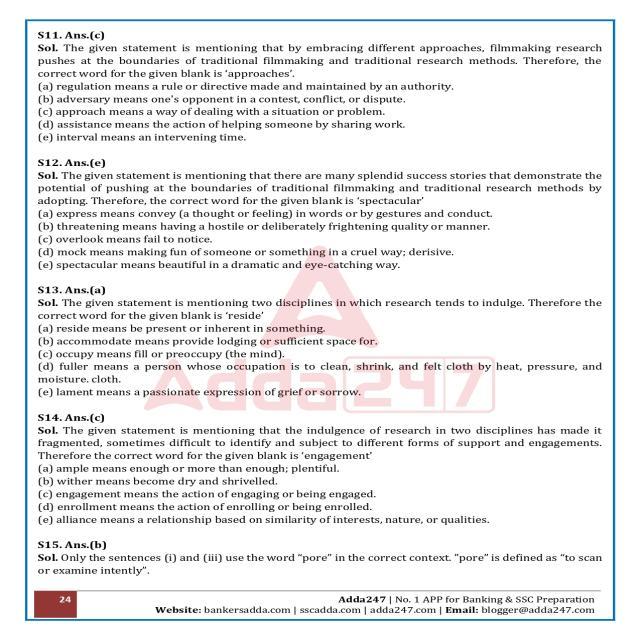 S11. Ans.(c)
Sol. The given statement is mentioning that by embracing different approaches, filmmaking research
pushes at the boundaries of traditional filmmaking and traditional research methods. Therefore, the
correct word for the given blank is ‘approaches’.
(a) regulation means a rule or directive made and maintained by an authority.
(b) adversary means one's opponent in a contest, conflict, or dispute.
(c) approach means a way of dealing with a situation or problem.
(d) assistance means the action of helping someone by sharing work.
(e) interval means an intervening time.
S12. Ans.(e)
Sol. The given statement is mentioning that there are many splendid success stories that demonstrate the
potential of pushing at the boundaries of traditional filmmaking and traditional research methods by
adopting. Therefore, the correct word for the given blank is ‘spectacular’
(a) express means convey (a thought or feeling) in words or by gestures and conduct.
(b) threatening means having a hostile or deliberately frightening quality or manner.
(c) overlook means fail to notice.
(d) mock means making fun of someone or something in a cruel way; derisive.
(e) spectacular means beautiful in a dramatic and eye-catching way.
S13. Ans.(a)
Sol. The given statement is mentioning two disciplines in which research tends to indulge. Therefore the
correct word for the given blank is ‘reside’
(a) reside means be present or inherent in something.
(b) accommodate means provide lodging or sufficient space for.
(c) occupy means fill or preoccupy (the mind).
(d) fuller means a person whose occupation is to clean, shrink, and felt cloth by heat, pressure, and
moisture. cloth.
(e) lament means a passionate expression of grief or sorrow.
Adda 247
S14. Ans.(c)
Sol. The given statement is mentioning that the indulgence of research in two disciplines has made it
fragmented, sometimes difficult to identify and subject to different forms of support and engagements.
Therefore the correct word for the given blank is ‘engagement’
(a) ample means enough or more than enough; plentiful.
(b) wither means become dry and shrivelled.
(c) engagement means the action of engaging or being engaged.
(d) enrollment means the action of enrolling or being enrolled.
(e) alliance means a relationship based on similarity of interests, nature, or qualities.
S15. Ans.(b)
Sol. Only the sentences (i) and (iii) use the word “pore” in the correct context. “pore” is defined as “to scan
or examine intently”.
24
Adda247 | No. 1 APP for Banking & SSC Preparation
Website: bankersadda.com | sscadda.com | adda247.com | Email: blogger@adda247.com